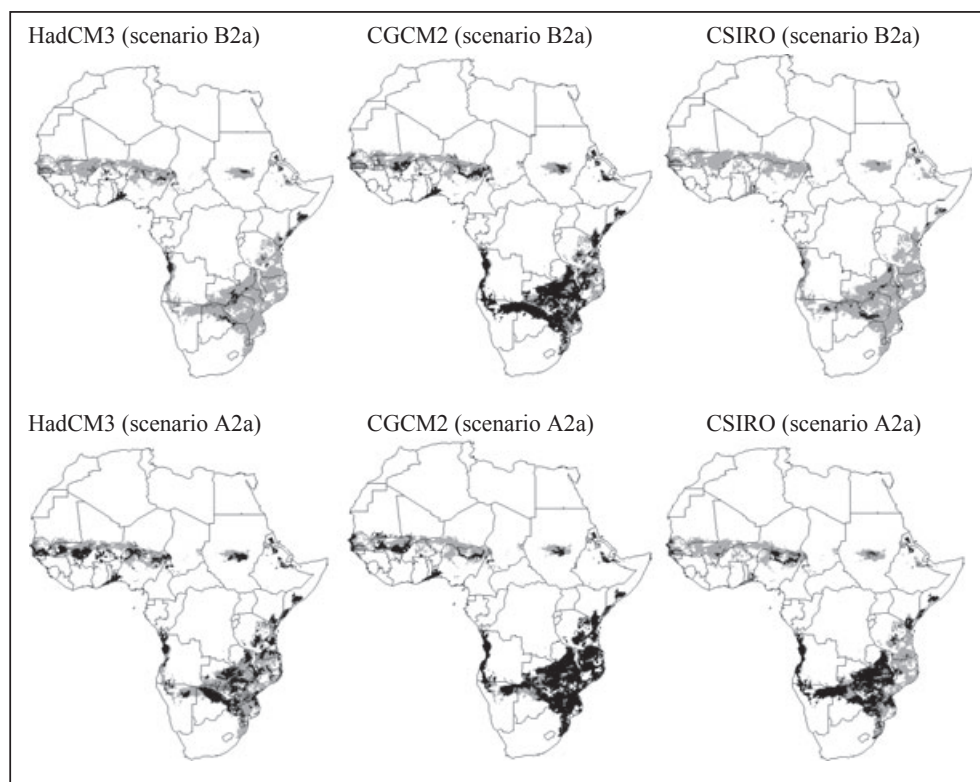 HadCM3 (scenario B2a)
CGCM2 (scenario B2a)
CSIRO (scenario B2a)
HadCM3 (scenario A2a)
CGCM2 (scenario A2a)
CSIRO (scenario A2a)